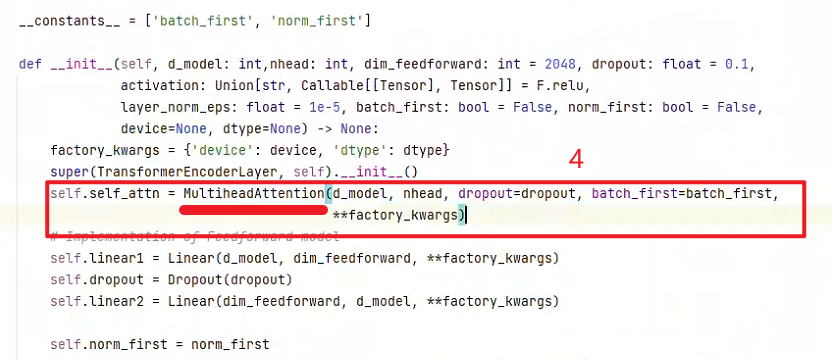 __constants__ = ['batch_first', 'norm_first']
def __init__(self, d_model: int,nhead: int, dim_feedforward: int = 2048, dropout: float = 0.1,
activation: Union[str, Callable[[Tensor], Tensor]] = F.relu,
layer_norm_eps: float = 1e-5, batch_first: bool = False, norm_first: bool = False,
device=None, dtype=None) -> None:
factory_kwargs = {'device': device, 'dtype': dtype}
4
super(TransformerEncoderLayer, self).__init__()
self.self_attn = MultiheadAttention(d_model, nhead, dropout=dropout, batch_first=batch_first,
**factory_kwargs)
# Implementation of Feedforward model
self.linear1 = Linear(d_model, dim_feedforward, **factory_kwargs)
self.dropout = Dropout(dropout)
self.linear2 = Linear(dim_feedforward, d_model, **factory_kwargs)
self.norm_first = norm_first